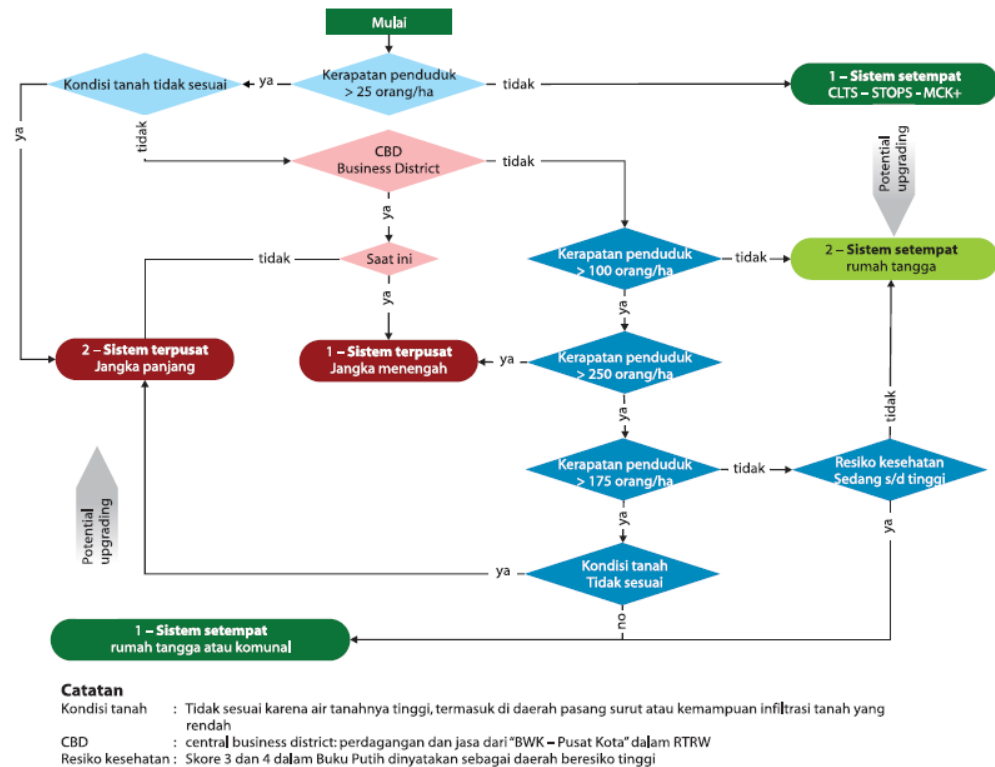 Mulai
Kondisi tanah tidak sesuai
ya
Kerapatan penduduk
> 25 orang/ha
tidak
1 – Sistem setempat
CLTS – STOPS - MCK+
ya
tidak
CBD
Business District
tidak
Potential
upgrading
ya
tidak
Saat ini
Kerapatan penduduk
> 100 orang/ha
tidak
2 – Sistem setempat
rumah tangga
ya
ya
2 – Sistem terpusat
Jangka panjang
1 – Sistem terpusat
Jangka menengah
ya
Kerapatan penduduk
> 250 orang/ha
ya
tidak
Kerapatan penduduk
> 175 orang/ha
tidak
Resiko kesehatan
Sedang s/d tinggi
Potential
upgrading
ya
ya
ya
Kondisi tanah
Tidak sesuai
no
1 – Sistem setempat
rumah tangga atau komunal
Catatan
Kondisi tanah : Tidak sesuai karena air tanahnya tinggi, termasuk di daerah pasang surut atau kemampuan infiltrasi tanah yang
rendah
CBD : central business district: perdagangan dan jasa dari “BWK – Pusat Kota” dalam RTRW
Resiko kesehatan : Skore 3 and 4 dalam Buku Putih dinyatakan sebagai daerah beresiko tinggi